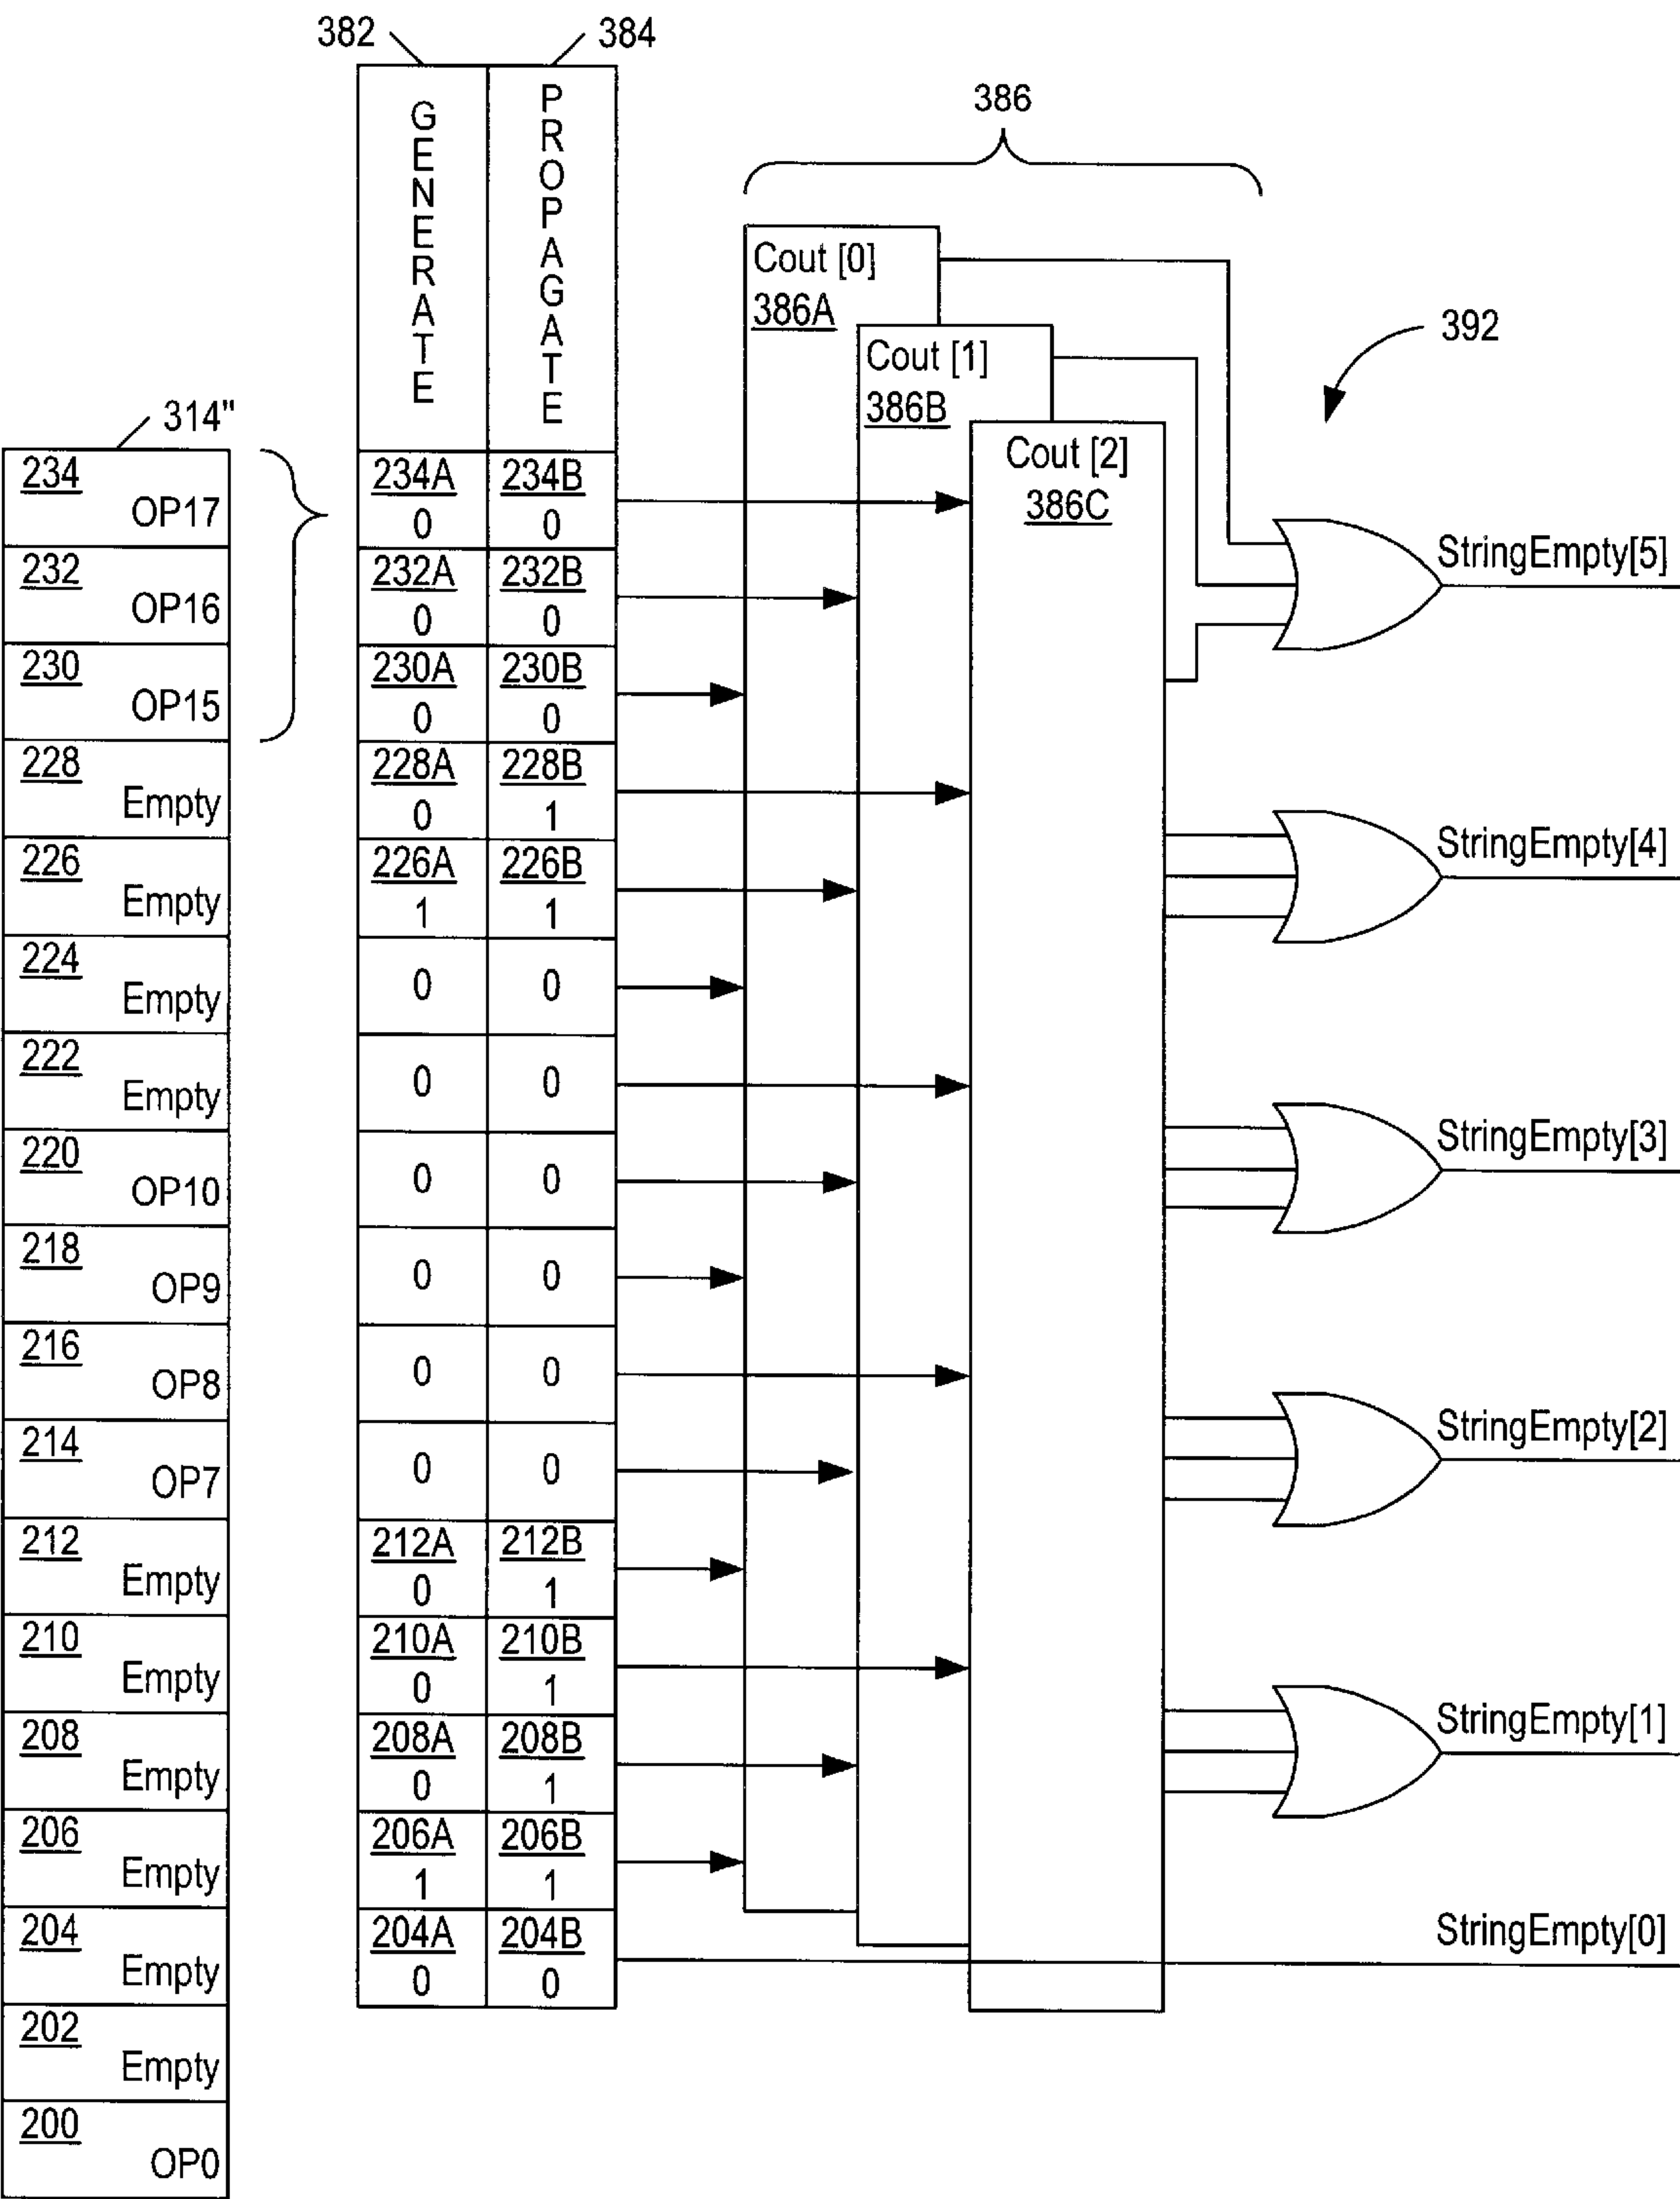 382
384
GENERATE
PROPAGATE
386
Cout [0]
386A
Cout [1]
386B
Cout [2]
386C
392
314"
234
OP17
234A
0
234B
0
StringEmpty[5]
232
OP16
232A
0
232B
0
230
OP15
230A
0
230B
0
228
Empty
228A
0
228B
1
StringEmpty[4]
226
Empty
226A
1
226B
1
224
Empty
0
0
222
Empty
0
0
StringEmpty[3]
220
OP10
0
0
218
OP9
0
0
216
OP8
0
0
StringEmpty[2]
214
OP7
0
0
212
Empty
212A
0
212B
1
210
Empty
210A
0
210B
1
StringEmpty[1]
208
Empty
208A
0
208B
1
206
Empty
206A
1
206B
1
204
Empty
204A
0
204B
0
StringEmpty[0]
202
Empty
200
OP0